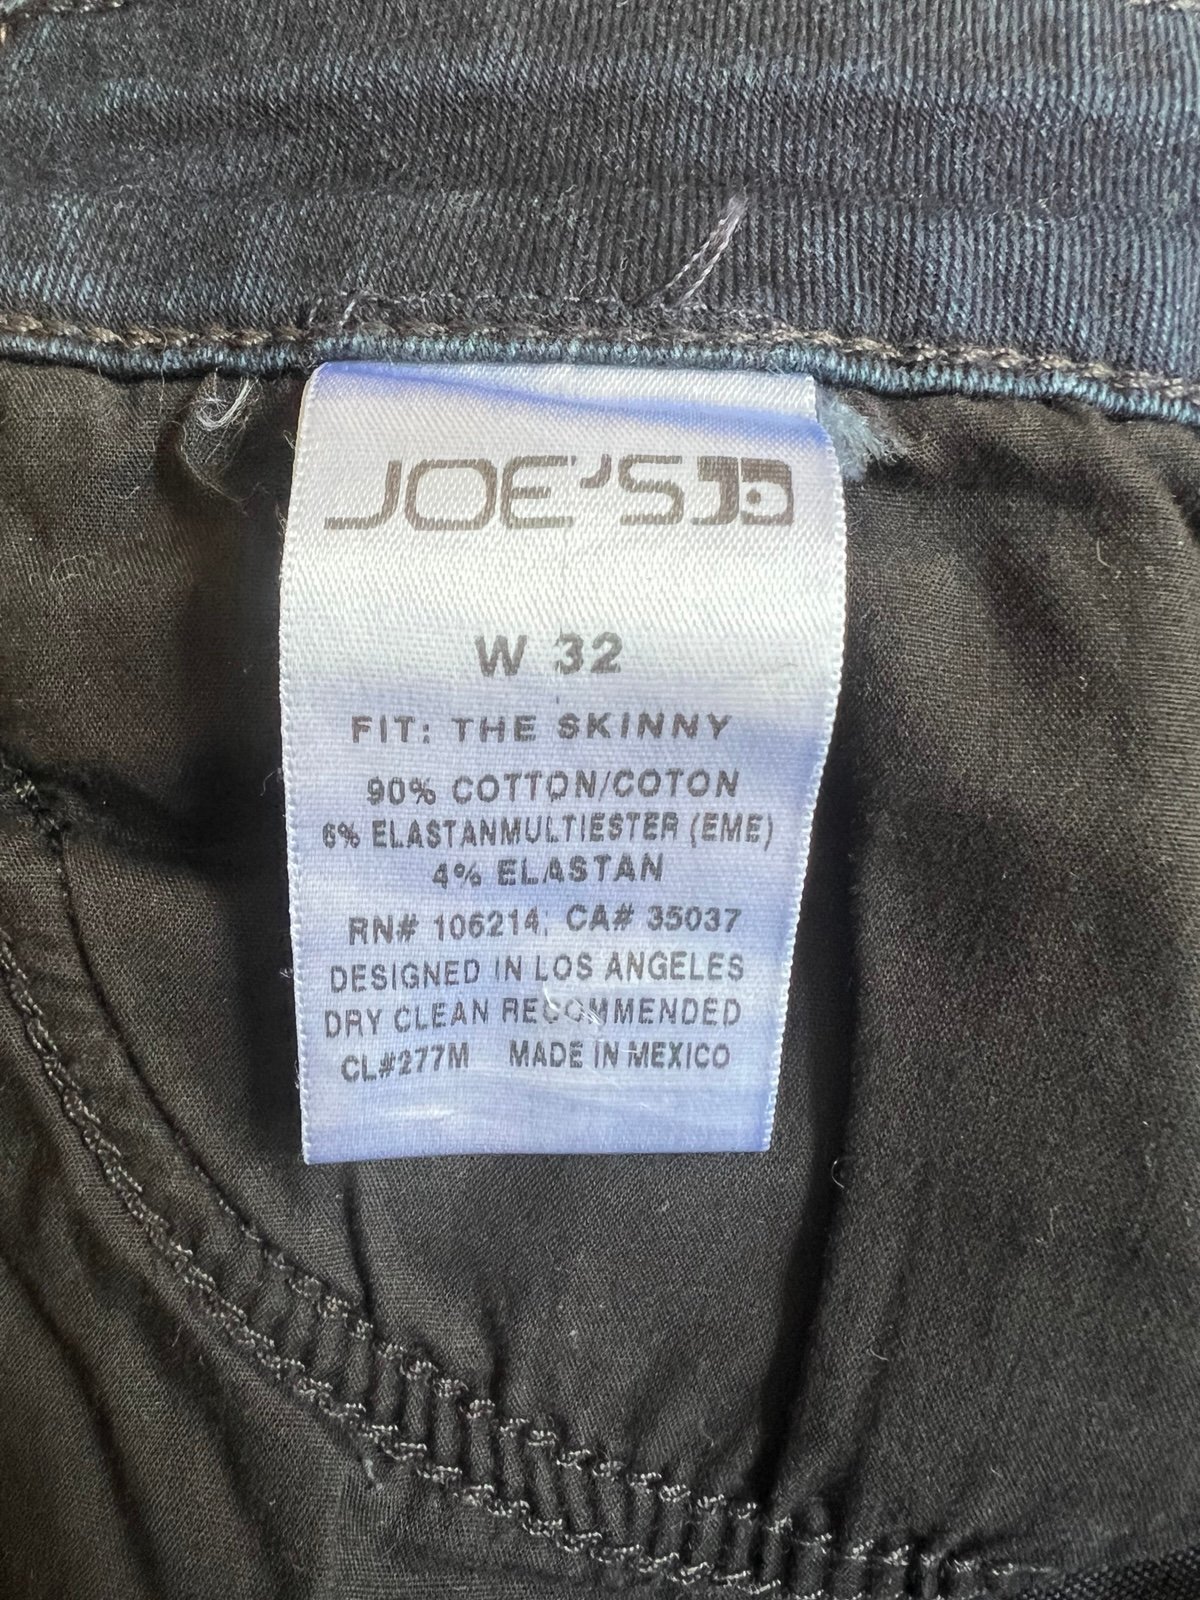 JOE'S
W 32
FIT: THE SKINNY
90% COTTON/COTON
6% ELASTANMULTIESTER (EME)
4% ELASTAN
RN# 106214, CA# 35037
DESIGNED IN LOS ANGELES
DRY CLEAN RECOMMENDED
CL#277M MADE IN MEXICO